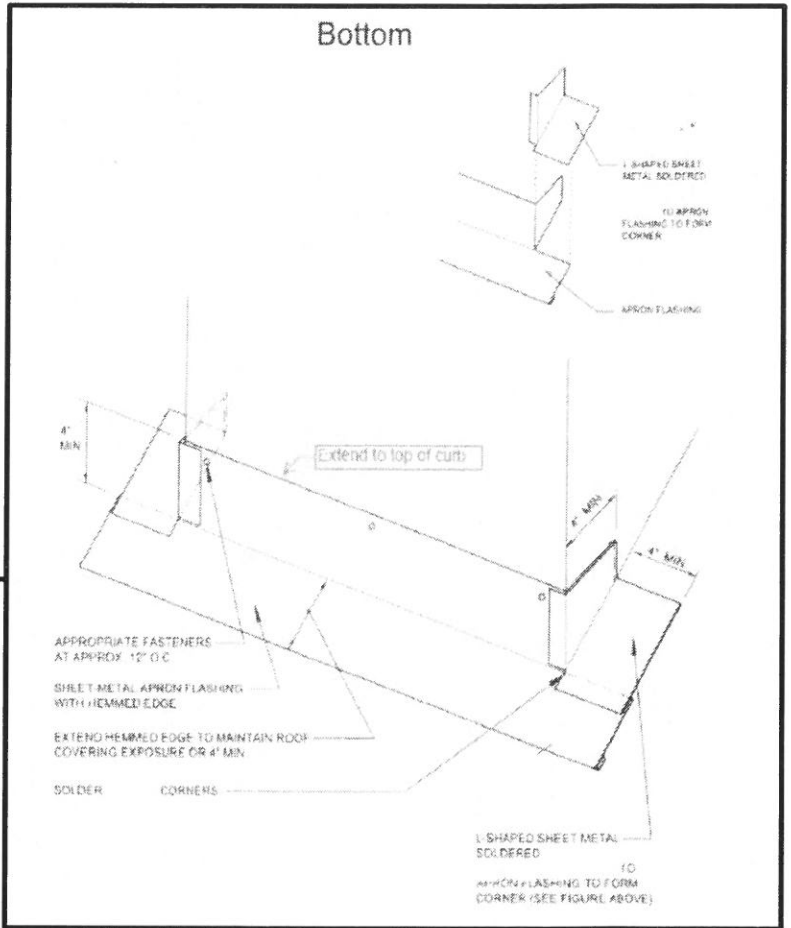 Bottom
L-SHAPED SHEET
METAL SOLDERED
TO APRON
FLASHING TO FORM
CORNER
APRON FLASHING
4"
MIN
Extend to top of curb
4" MIN
4" MIN
APPROPRIATE FASTENERS
AT APPROX. 12" O.C
SHEET-METAL APRON FLASHING
WITH HEMMED EDGE
EXTEND HEMMED EDGE TO MAINTAIN ROOF
COVERING EXPOSURE OR 4" MIN
SOLDER CORNERS
L-SHAPED SHEET METAL
SOLDERED
TO
APRON FLASHING TO FORM
CORNER (SEE FIGURE ABOVE)